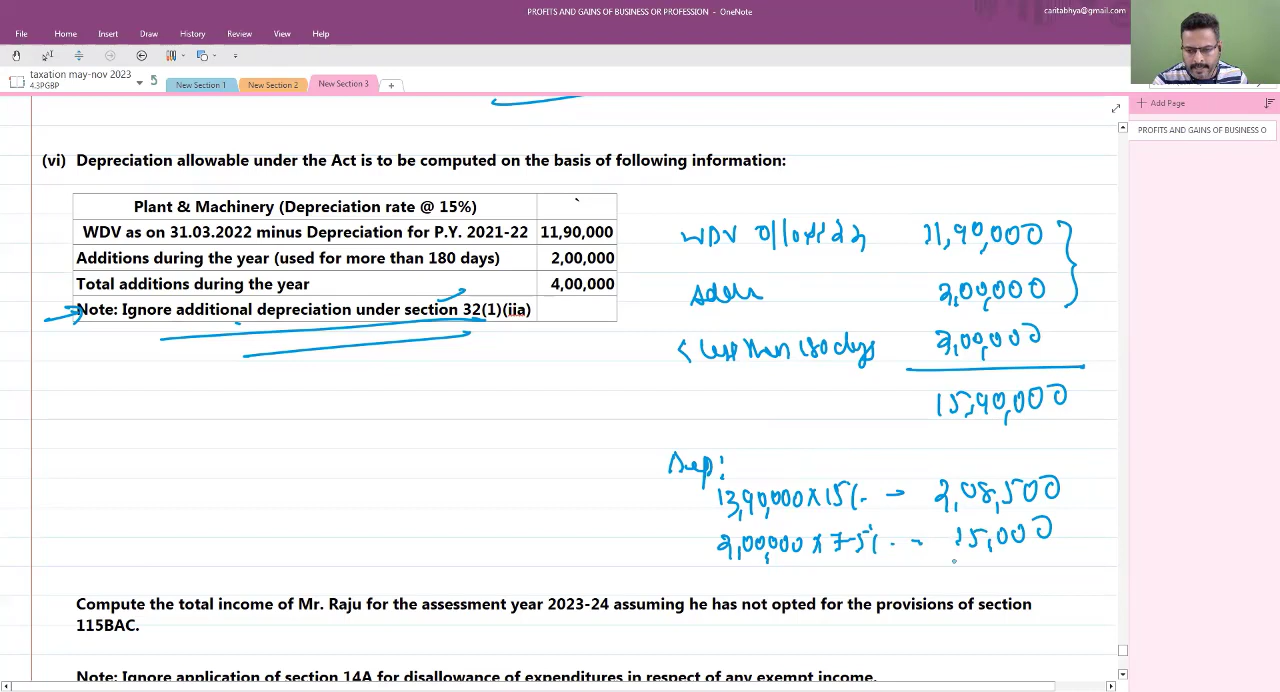 PROFITS AND GAINS OF BUSINESS OR PROFESSION - OneNote
caritabhya@gmail.com
File Home Insert Draw History Review View Help
taxation may-nov 2023
4.3PGBP
5
New Section 1 New Section 2 New Section 3 +
Add Page
PROFITS AND GAINS OF BUSINESS O
(vi) Depreciation allowable under the Act is to be computed on the basis of following information:
Plant & Machinery (Depreciation rate @ 15%) `
WDV as on 31.03.2022 minus Depreciation for P.Y. 2021-22 11,90,000
Additions during the year (used for more than 180 days) 2,00,000
Total additions during the year 4,00,000
Note: Ignore additional depreciation under section 32(1)(iia)
WDV 11,90,000
2,00,000
< less than 180 days 2,00,000
15,90,000
Dep:
13,90,000 x 15% → 2,08,500
2,00,000 x 7.5% - 15,000
Compute the total income of Mr. Raju for the assessment year 2023-24 assuming he has not opted for the provisions of section
115BAC.
Note: Ignore application of section 14A for disallowance of expenditures in respect of any exempt income.